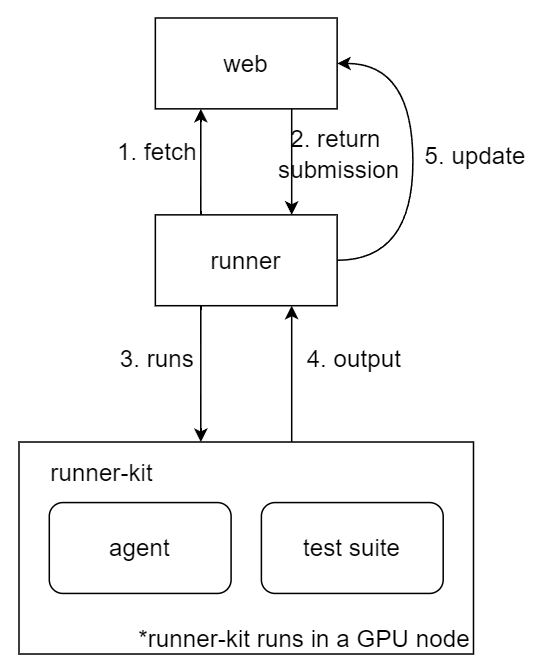 web
1. fetch
2. return
submission
5. update
runner
3. runs
4. output
runner-kit
agent
test suite
*runner-kit runs in a GPU node